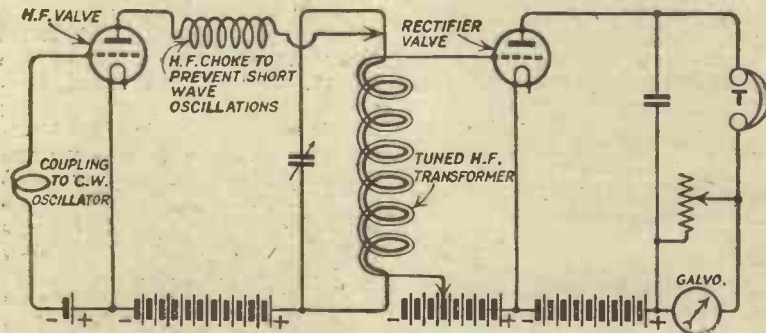 H.F. VALVE
H.F. CHOKE TO
PREVENT SHORT
WAVE
OSCILLATIONS
RECTIFIER
VALVE
T
COUPLING
TO C.W.
OSCILLATOR
TUNED H.F.
TRANSFORMER
GALVO.
- + - + - + - +